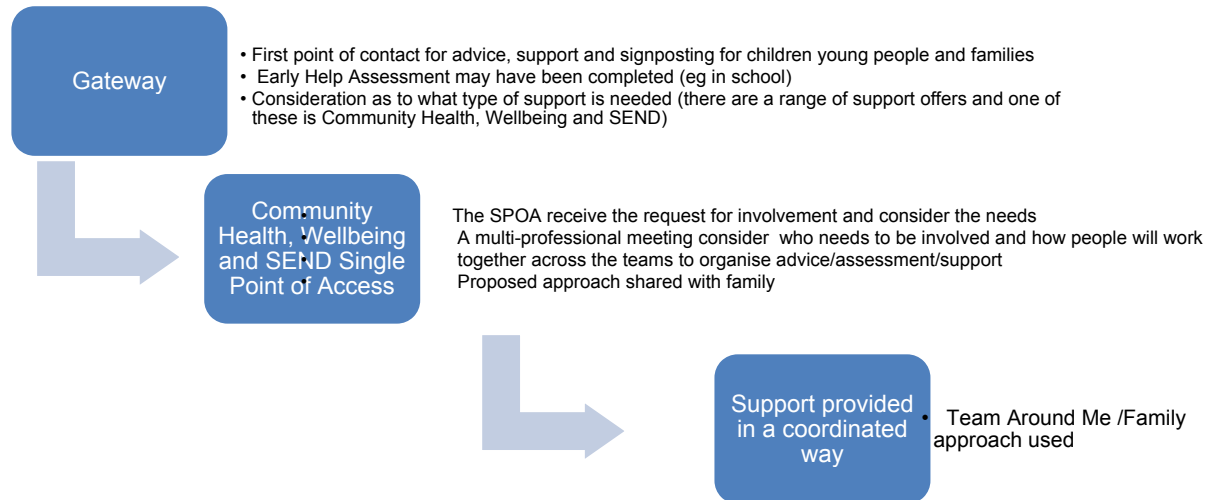 Gateway
• First point of contact for advice, support and signposting for children young people and families
• Early Help Assessment may have been completed (eg in school)
• Consideration as to what type of support is needed (there are a range of support offers and one of
these is Community Health, Wellbeing and SEND)
Community
Health, Wellbeing
and SEND Single
Point of Access
The SPOA receive the request for involvement and consider the needs
A multi-professional meeting consider who needs to be involved and how people will work
together across the teams to organise advice/assessment/support
Proposed approach shared with family
Support provided
in a coordinated
way
• Team Around Me /Family
approach used